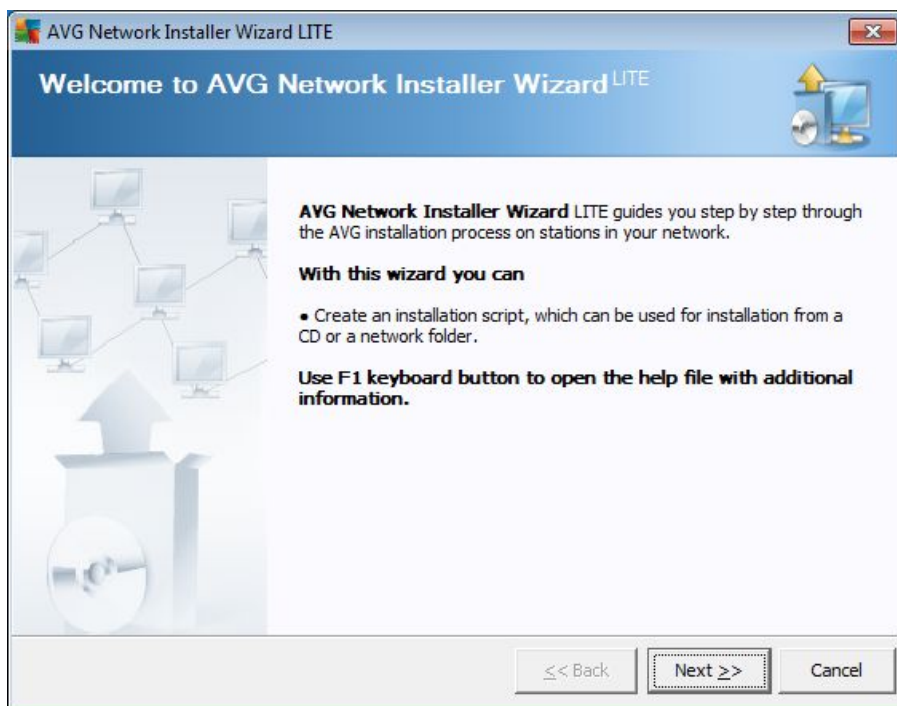 AVG Network Installer Wizard LITE
Welcome to AVG Network Installer Wizard LITE
AVG Network Installer Wizard LITE guides you step by step through
the AVG installation process on stations in your network.
With this wizard you can
● Create an installation script, which can be used for installation from a
CD or a network folder.
Use F1 keyboard button to open the help file with additional
information.
<< Back
Next >>
Cancel